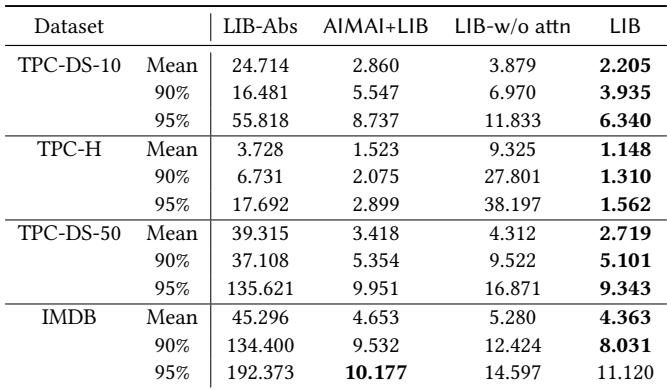 Dataset LIB-Abs AIMAI+LIB LIB-w/o attn LIB
TPC-DS-10 Mean 24.714 2.860 3.879 2.205
90% 16.481 5.547 6.970 3.935
95% 55.818 8.737 11.833 6.340
TPC-H Mean 3.728 1.523 9.325 1.148
90% 6.731 2.075 27.801 1.310
95% 17.692 2.899 38.197 1.562
TPC-DS-50 Mean 39.315 3.418 4.312 2.719
90% 37.108 5.354 9.522 5.101
95% 135.621 9.951 16.871 9.343
IMDB Mean 45.296 4.653 5.280 4.363
90% 134.400 9.532 12.424 8.031
95% 192.373 10.177 14.597 11.120